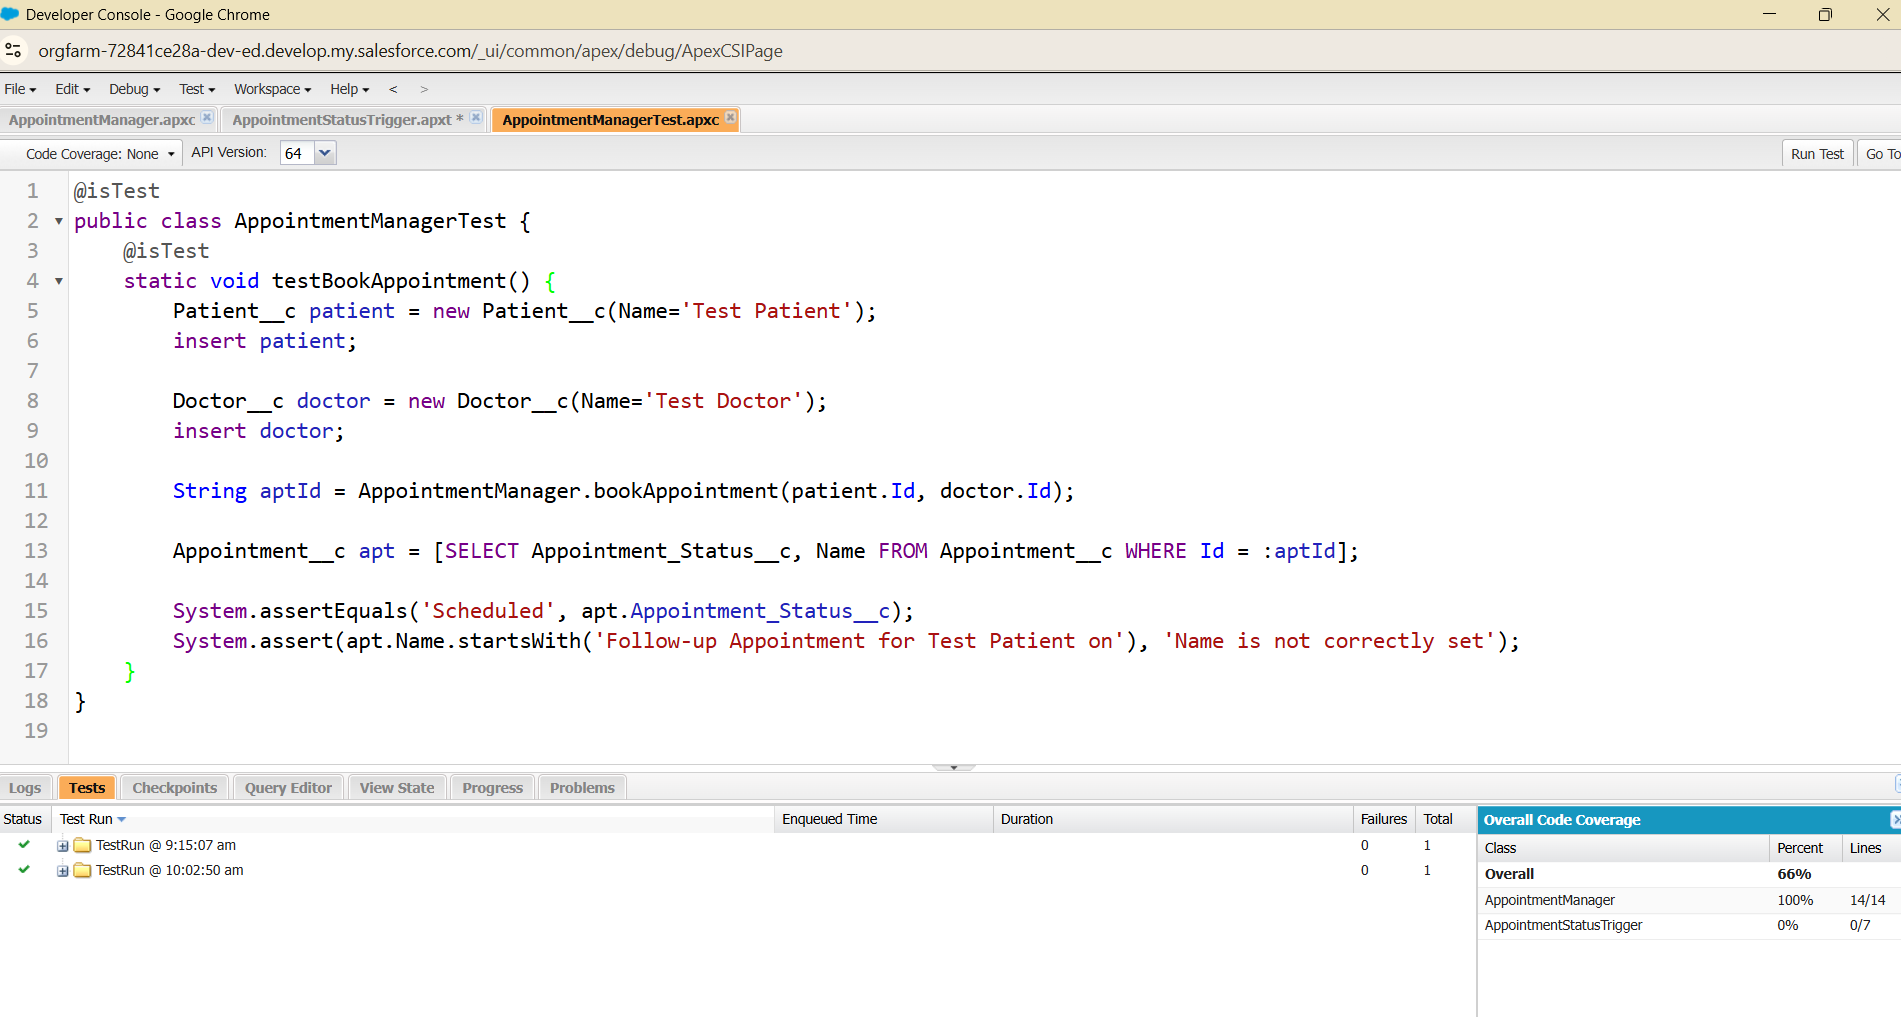 Developer Console - Google Chrome
orgfarm-72841ce28a-dev-ed.develop.my.salesforce.com/_ui/common/apex/debug/ApexCSIPage
File Edit Debug Test Workspace Help < >
AppointmentManager.apxc AppointmentStatusTrigger.apxt * AppointmentManagerTest.apxc
Code Coverage: None API Version: 64 Run Test Go To
1 @isTest
2 public class AppointmentManagerTest {
3 @isTest
4 static void testBookAppointment() {
5 Patient__c patient = new Patient__c(Name='Test Patient');
6 insert patient;
7
8 Doctor__c doctor = new Doctor__c(Name='Test Doctor');
9 insert doctor;
10
11 String aptId = AppointmentManager.bookAppointment(patient.Id, doctor.Id);
12
13 Appointment__c apt = [SELECT Appointment_Status__c, Name FROM Appointment__c WHERE Id = :aptId];
14
15 System.assertEquals('Scheduled', apt.Appointment_Status__c);
16 System.assert(apt.Name.startsWith('Follow-up Appointment for Test Patient on'), 'Name is not correctly set');
17 }
18 }
19
Logs Tests Checkpoints Query Editor View State Progress Problems
Status Test Run Enqueued Time Duration Failures Total
TestRun @ 9:15:07 am 0 1
TestRun @ 10:02:50 am 0 1
Overall Code Coverage
Class Percent Lines
Overall 66%
AppointmentManager 100% 14/14
AppointmentStatusTrigger 0% 0/7